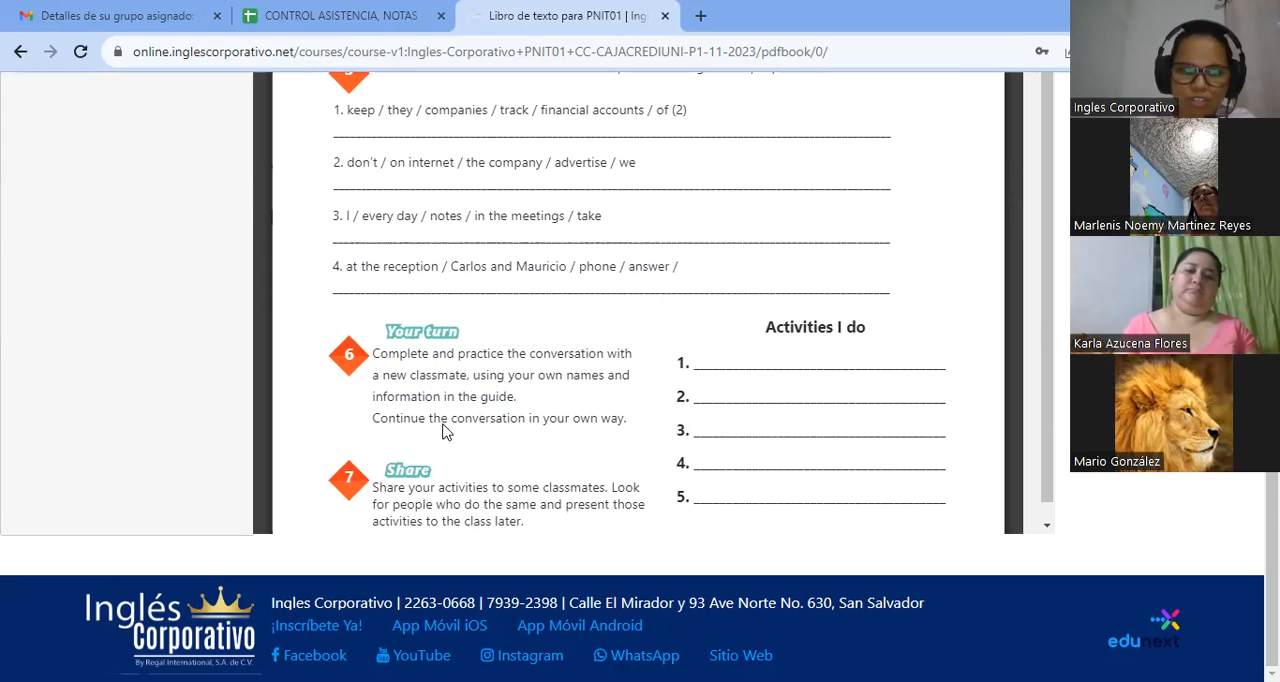 Detalles de su grupo asignado:
CONTROL ASISTENCIA, NOTAS
Libro de texto para PNIT01 | Ing
online.inglescorporativo.net/courses/course-v1:Ingles-Corporativo+PNIT01+CC-CAJACREDIUNI-P1-11-2023/pdfbook/0/
1. keep / they / companies / track / financial accounts / of (2)
2. don't / on internet / the company / advertise / we
3. I / every day / notes / in the meetings / take
4. at the reception / Carlos and Mauricio / phone / answer /
6
Your turn
Complete and practice the conversation with
a new classmate, using your own names and
information in the guide.
Continue the conversation in your own way.
Activities I do
1.
2.
3.
4.
5.
7
Share
Share your activities to some classmates. Look
for people who do the same and present those
activities to the class later.
Ingles Corporativo
Marlenis Noemy Martinez Reyes
Karla Azucena Flores
Mario González
Inglés
Corporativo
By Regal International, S.A. de C.V.
Ingles Corporativo | 2263-0668 | 7939-2398 | Calle El Mirador y 93 Ave Norte No. 630, San Salvador
¡Inscríbete Ya! App Móvil iOS App Móvil Android
Facebook YouTube Instagram WhatsApp Sitio Web
edunext